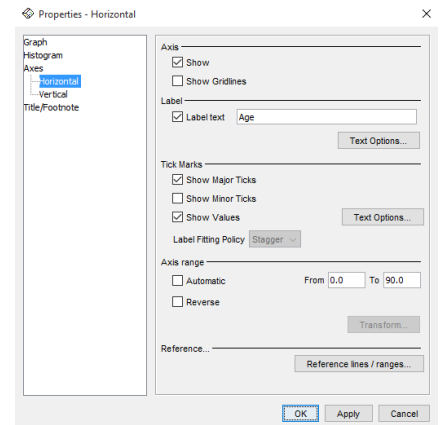 Properties - Horizontal
Graph
Histogram
Axes
Horizontal
Vertical
Title/Footnote
Axis
Show
Show Gridlines
Label
Label text Age
Text Options...
Tick Marks
Show Major Ticks
Show Minor Ticks
Show Values Text Options...
Label Fitting Policy Stagger
Axis range
Automatic From 0.0 To 90.0
Reverse
Transform...
Reference...
Reference lines / ranges...
OK Apply Cancel